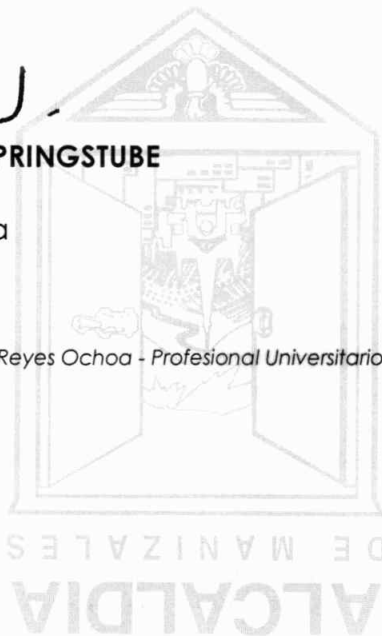 PRINGSTUBE
a
Reyes Ochoa - Profesional Universitario
DE MANIZALES
ALCALDIA